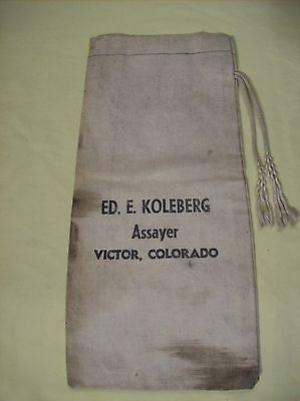 ED. E. KOLEBERG
Assayer
VICTOR, COLORADO